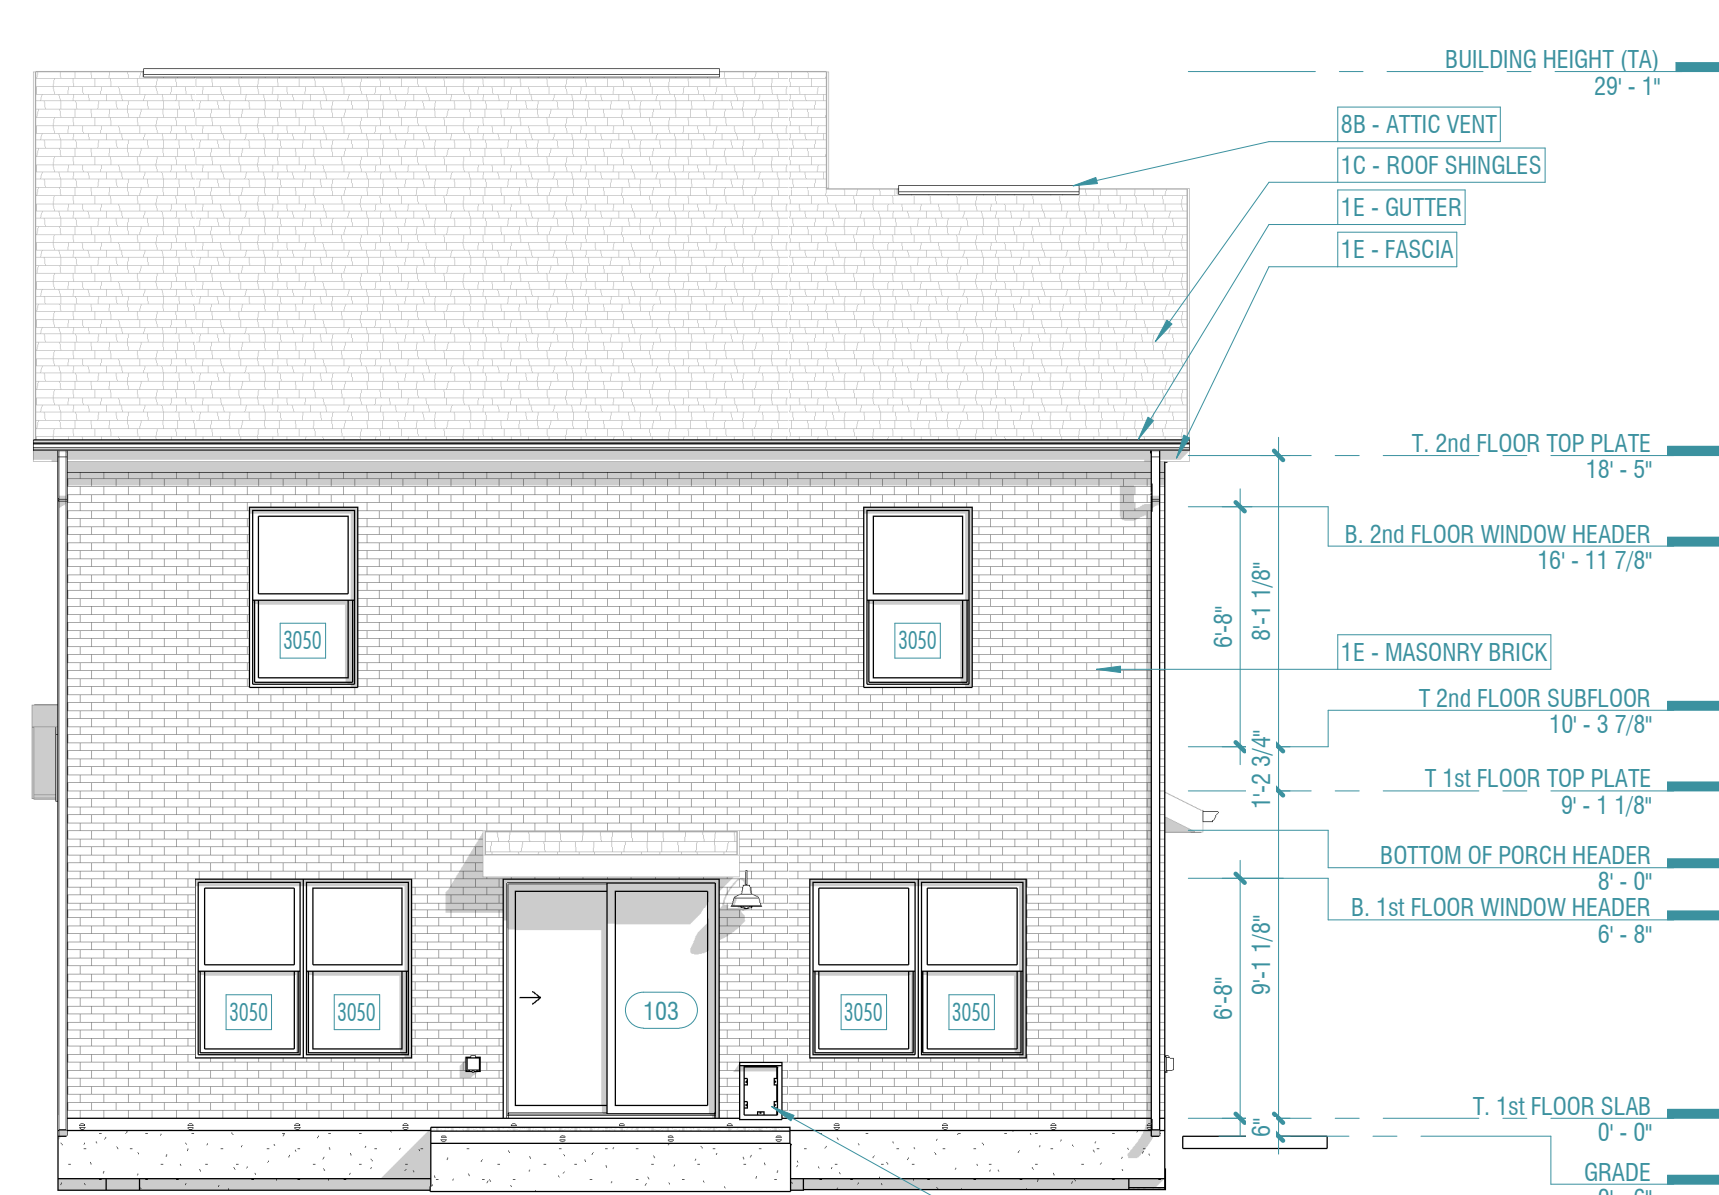 BUILDING HEIGHT (TA)
29' - 1"
8B - ATTIC VENT
1C - ROOF SHINGLES
1E - GUTTER
1E - FASCIA
T. 2nd FLOOR TOP PLATE
18' - 5"
B. 2nd FLOOR WINDOW HEADER
16' - 11 7/8"
6'-8"
8'-1 1/8"
3050
3050
1E - MASONRY BRICK
T 2nd FLOOR SUBFLOOR
10' - 3 7/8"
1'-2 3/4"
T 1st FLOOR TOP PLATE
9' - 1 1/8"
BOTTOM OF PORCH HEADER
8' - 0"
B. 1st FLOOR WINDOW HEADER
6' - 8"
6'-8"
9'-1 1/8"
3050
3050
103
3050
3050
T. 1st FLOOR SLAB
0' - 0"
6"
GRADE